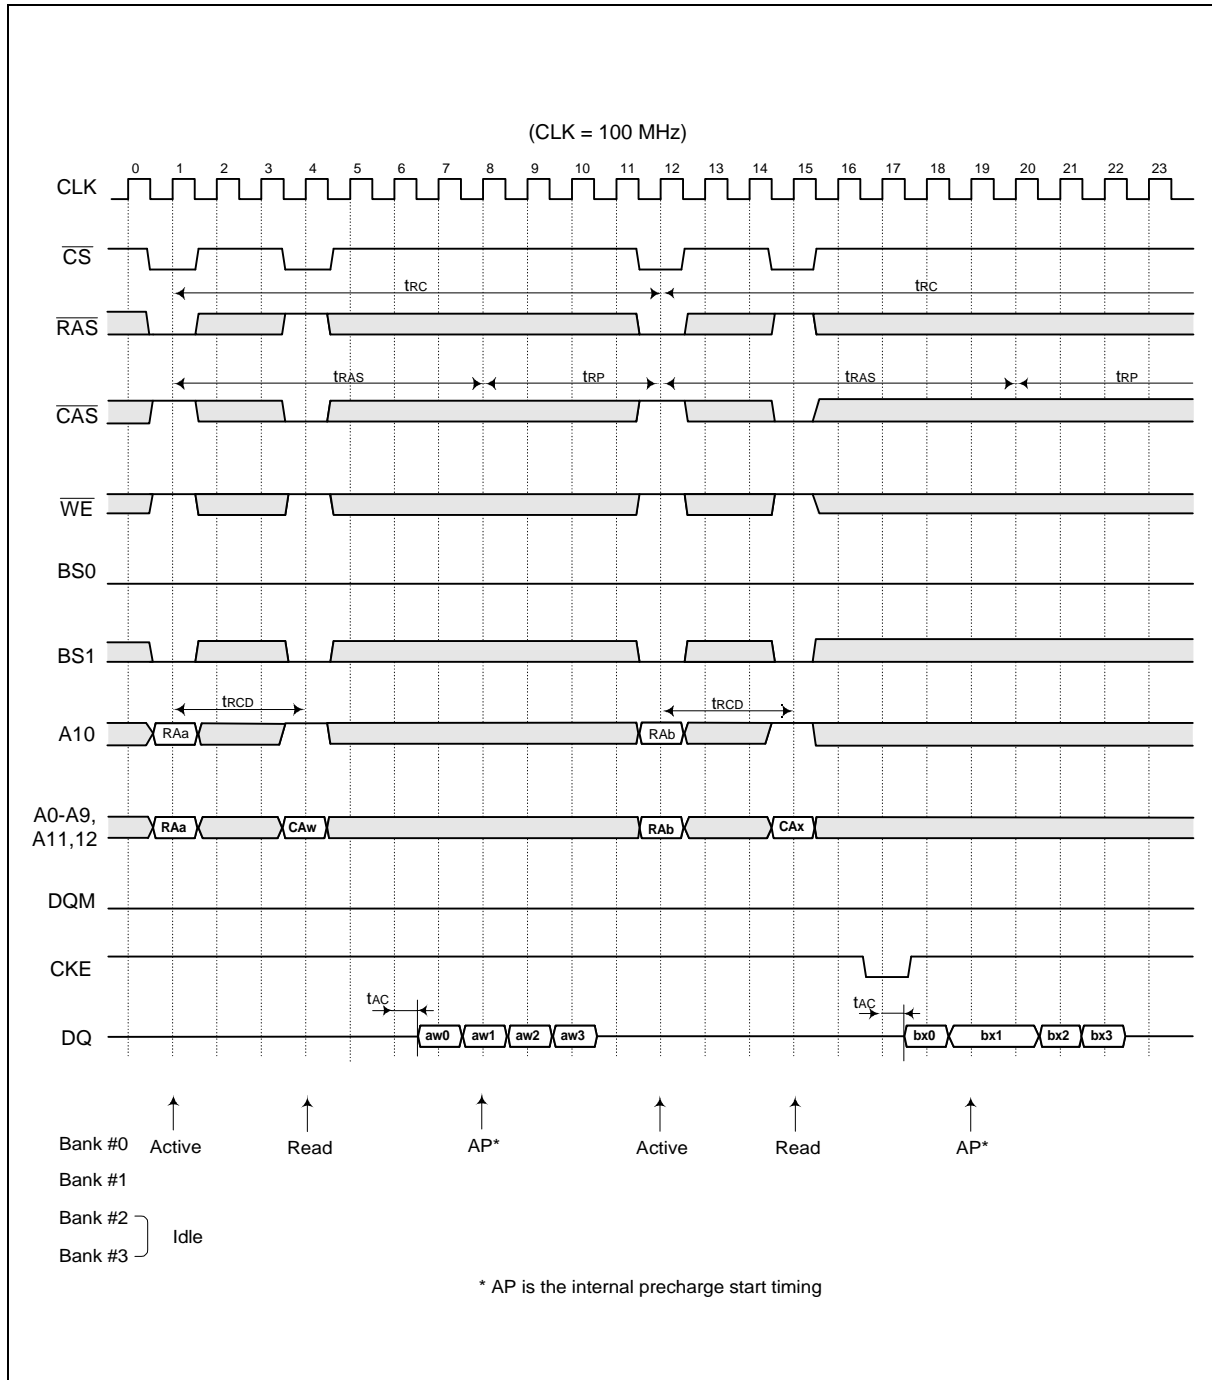 (CLK = 100 MHz)
0 1 2 3 4 5 6 7 8 9 10 11 12 13 14 15 16 17 18 19 20 21 22 23
CLK
CS
tRC tRC
RAS
tRAS tRP tRAS tRP
CAS
WE
BS0
BS1
tRCD tRCD
A10 RAa RAb
A0-A9,
A11,12
RAa CAw RAb CAx
DQM
CKE
tAC tAC
DQ aw0 aw1 aw2 aw3 bx0 bx1 bx2 bx3
Bank #0 Active Read AP* Active Read AP*
Bank #1
Bank #2
Idle
Bank #3
* AP is the internal precharge start timing